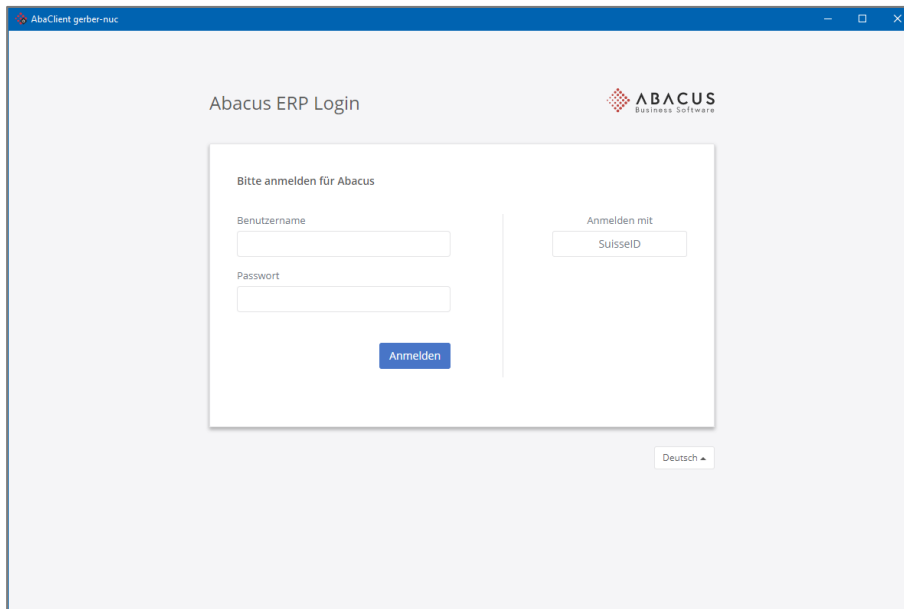 AbaClient gerber-nuc
Abacus ERP Login
ABACUS
Business Software
Bitte anmelden für Abacus
Benutzername
Passwort
Anmelden
Anmelden mit
SuisseID
Deutsch